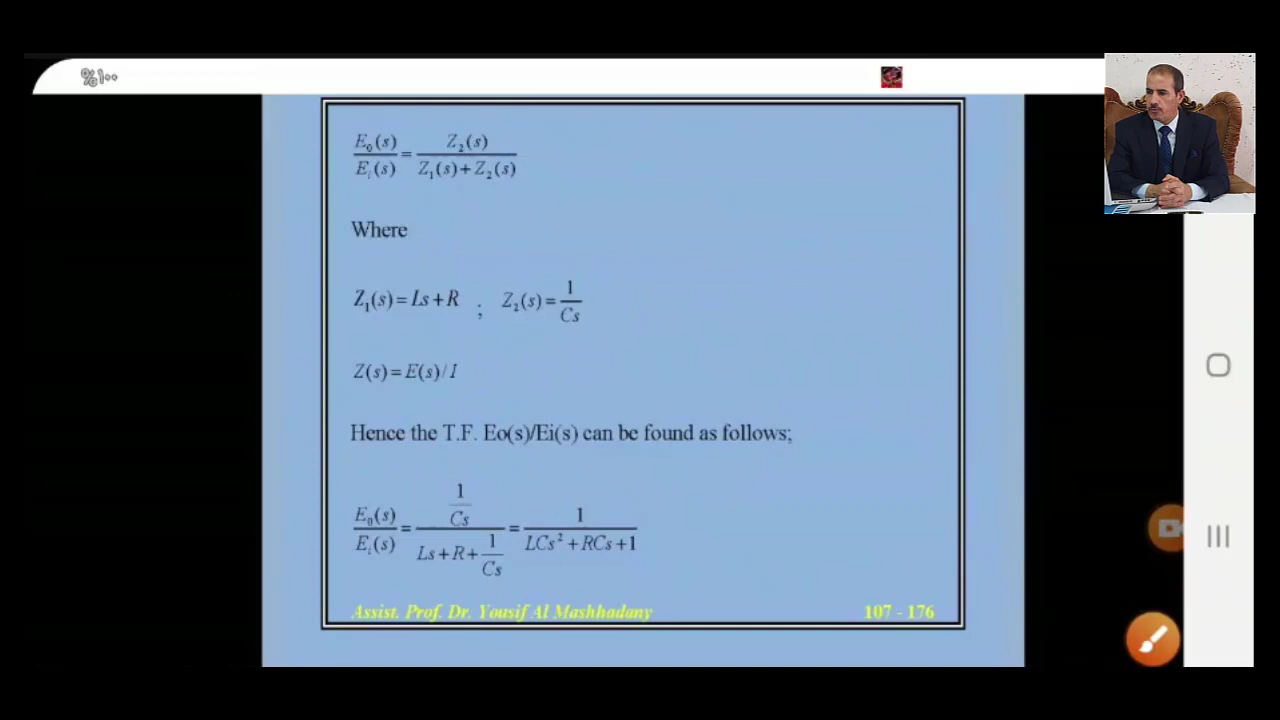 %١٠٠
E₀(s)/Eᵢ(s) = Z₂(s)/(Z₁(s)+Z₂(s))
Where
Z₁(s)=Ls+R ; Z₂(s)=1/Cs
Z(s)=E(s)/I
Hence the T.F. Eo(s)/Ei(s) can be found as follows;
E₀(s)/Eᵢ(s) = (1/Cs)/(Ls+R+1/Cs) = 1/(LCs²+RCs+1)
Assist. Prof. Dr. Yousif Al Mashhadany 107 - 176